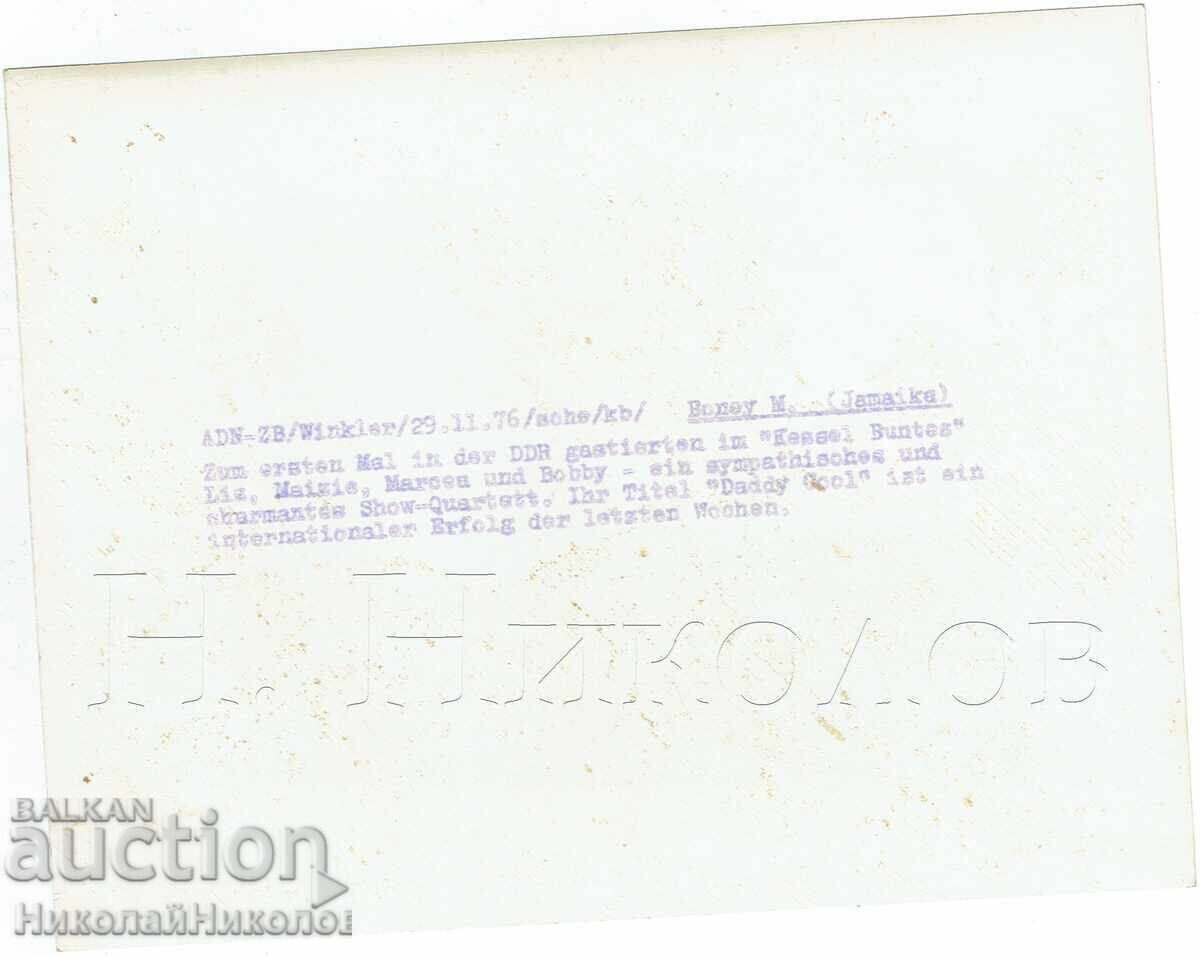 ADN-ZB/Winkler/29.11.76/sche/kb/ Boney M. (Jamaika)
Zum ersten Mal in der DDR gastierten im "Kessel Buntes"
Liz, Maizie, Marcea und Bobby - ein sympathisches und
charmantes Show-Quartett. Ihr Titel "Daddy Cool" ist ein
internationaler Erfolg der letzten Wochen.
Н. Николов
BALKAN
auction
НиколайНиколов